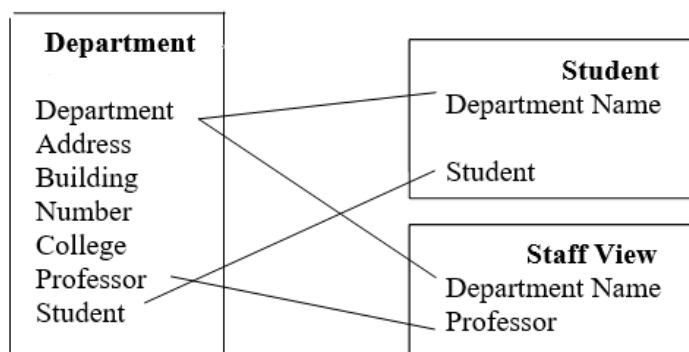 Department
Department
Address
Building
Number
College
Professor
Student
Student
Department Name
Student
Staff View
Department Name
Professor